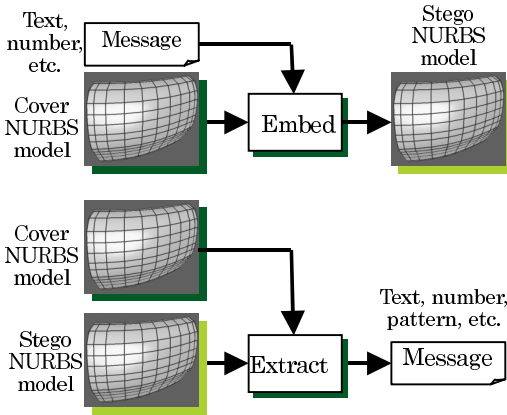 Text,
number,
etc.
Message
Cover
NURBS
model
Embed
Stego
NURBS
model
Cover
NURBS
model
Stego
NURBS
model
Extract
Text, number,
pattern, etc.
Message